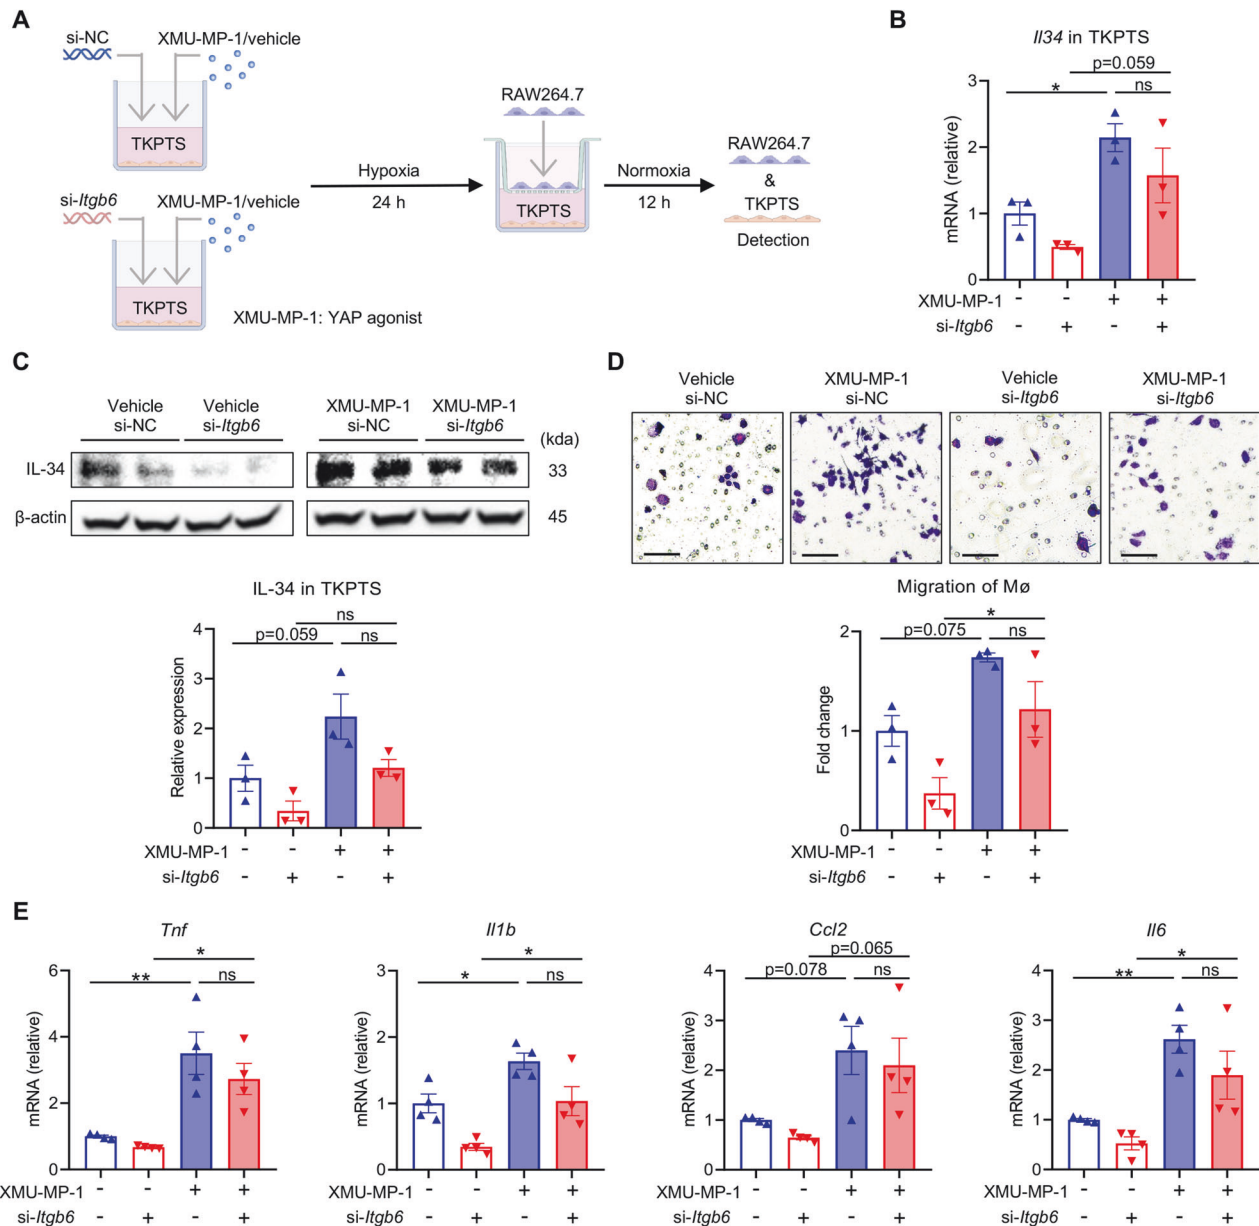 A
si-NC
XMU-MP-1/vehicle
TKPTS
si-Itgb6
XMU-MP-1/vehicle
TKPTS
XMU-MP-1: YAP agonist
Hypoxia
24 h
RAW264.7
TKPTS
Normoxia
12 h
RAW264.7
&
TKPTS
Detection
B
Il34 in TKPTS
p=0.059
*
ns
mRNA (relative)
3
2
1
0
XMU-MP-1 - - + +
si-Itgb6 - + - +
C
Vehicle
si-NC
Vehicle
si-Itgb6
XMU-MP-1
si-NC
XMU-MP-1
si-Itgb6
(kda)
IL-34
33
β-actin
45
IL-34 in TKPTS
ns
p=0.059
ns
Relative expression
4
3
2
1
0
XMU-MP-1 - - + +
si-Itgb6 - + - +
D
Vehicle
si-NC
XMU-MP-1
si-NC
Vehicle
si-Itgb6
XMU-MP-1
si-Itgb6
Migration of Mø
*
p=0.075
ns
Fold change
2
1
0
XMU-MP-1 - - + +
si-Itgb6 - + - +
E
Tnf
*
**
ns
mRNA (relative)
6
4
2
0
XMU-MP-1 - - + +
si-Itgb6 - + - +
Il1b
*
*
ns
mRNA (relative)
3
2
1
0
XMU-MP-1 - - + +
si-Itgb6 - + - +
Ccl2
p=0.065
p=0.078
ns
mRNA (relative)
4
3
2
1
0
XMU-MP-1 - - + +
si-Itgb6 - + - +
Il6
*
**
ns
mRNA (relative)
4
3
2
1
0
XMU-MP-1 - - + +
si-Itgb6 - + - +